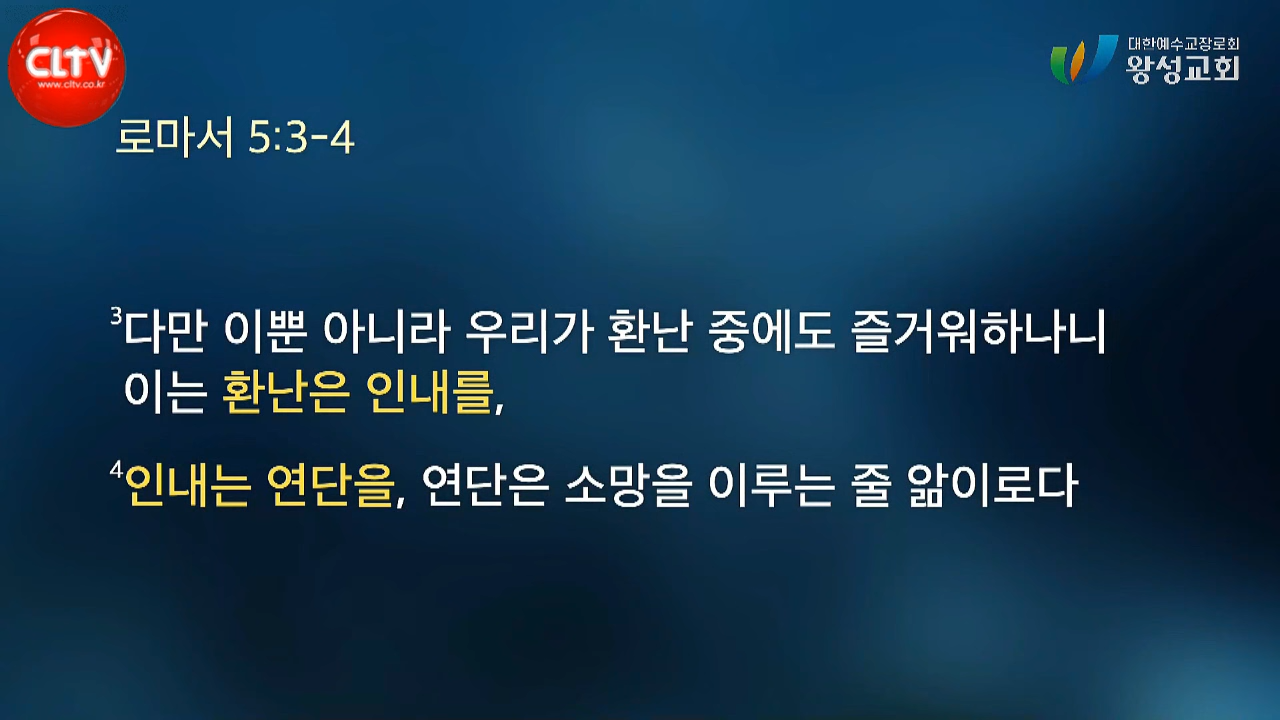 CLTV
www.cltv.co.kr
대한예수교장로회
왕성교회
로마서 5:3-4
3다만 이뿐 아니라 우리가 환난 중에도 즐거워하나니
이는 환난은 인내를,
4인내는 연단을, 연단은 소망을 이루는 줄 앎이로다